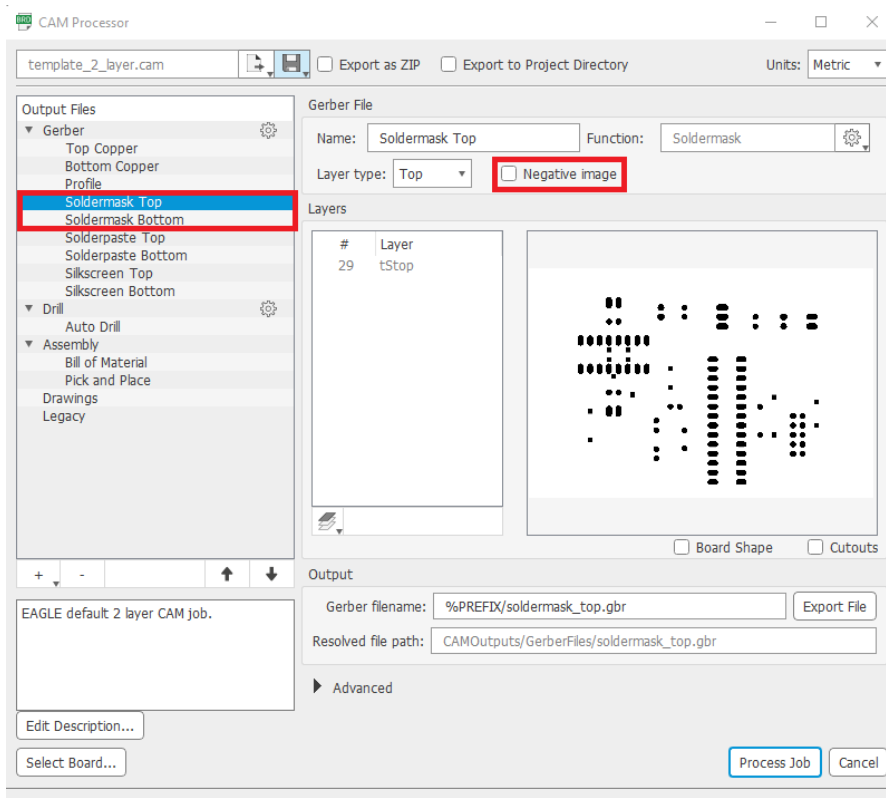 BRD CAM Processor
template_2_layer.cam Export as ZIP Export to Project Directory Units: Metric
Output Files
Gerber
Top Copper
Bottom Copper
Profile
Soldermask Top
Soldermask Bottom
Solderpaste Top
Solderpaste Bottom
Silkscreen Top
Silkscreen Bottom
Drill
Auto Drill
Assembly
Bill of Material
Pick and Place
Drawings
Legacy
+ -
EAGLE default 2 layer CAM job.
Edit Description...
Select Board...
Gerber File
Name: Soldermask Top Function: Soldermask
Layer type: Top Negative image
Layers
# Layer
29 tStop
Board Shape Cutouts
Output
Gerber filename: %PREFIX/soldermask_top.gbr Export File
Resolved file path: CAMOutputs/GerberFiles/soldermask_top.gbr
Advanced
Process Job Cancel